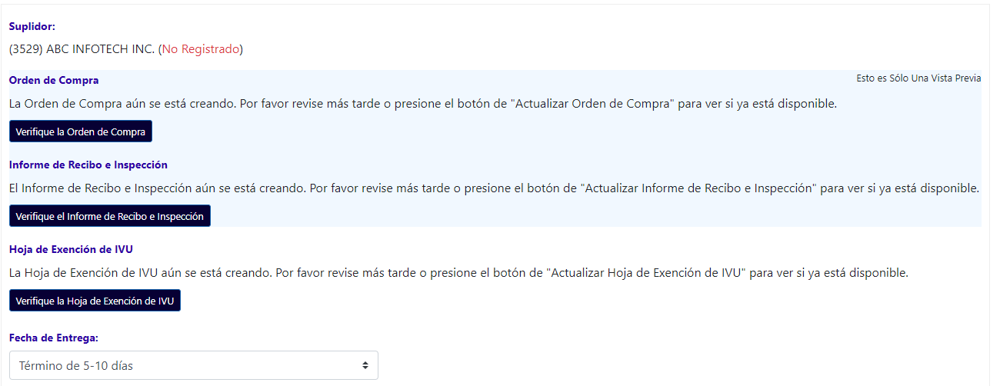 Suplidor:
(3529) ABC INFOTECH INC. (No Registrado)
Orden de Compra
Esto es Sólo Una Vista Previa
La Orden de Compra aún se está creando. Por favor revise más tarde o presione el botón de "Actualizar Orden de Compra" para ver si ya está disponible.
Verifique la Orden de Compra
Informe de Recibo e Inspección
El Informe de Recibo e Inspección aún se está creando. Por favor revise más tarde o presione el botón de "Actualizar Informe de Recibo e Inspección" para ver si ya está disponible.
Verifique el Informe de Recibo e Inspección
Hoja de Exención de IVU
La Hoja de Exención de IVU aún se está creando. Por favor revise más tarde o presione el botón de "Actualizar Hoja de Exención de IVU" para ver si ya está disponible.
Verifique la Hoja de Exención de IVU
Fecha de Entrega:
Término de 5-10 días